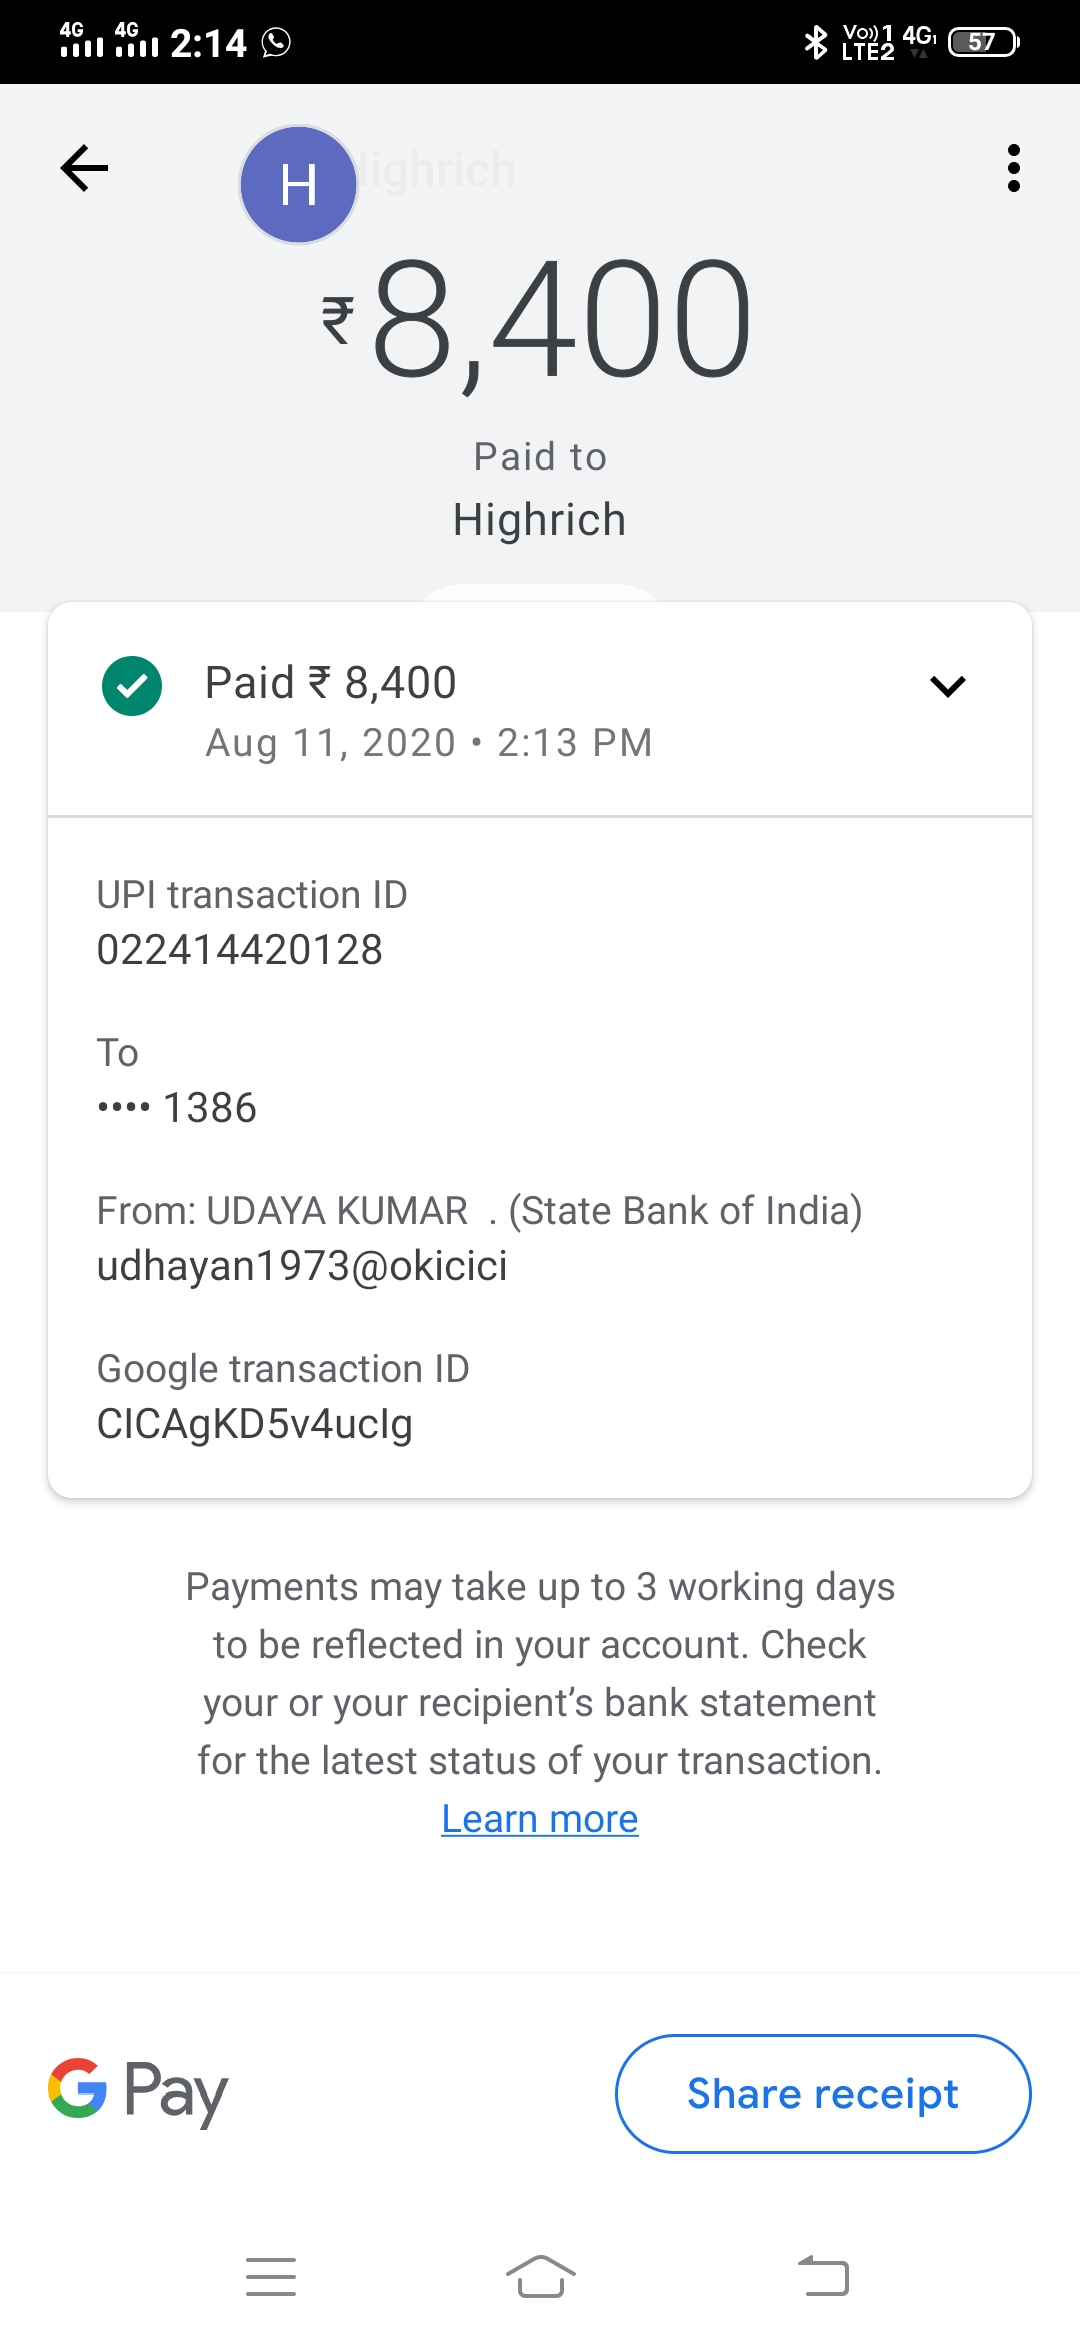 4G 4G 2:14 Vo)) 1 LTE2 4G1 57
H Highrich
₹8,400
Paid to
Highrich
Paid ₹ 8,400
Aug 11, 2020 • 2:13 PM
UPI transaction ID
022414420128
To
•••• 1386
From: UDAYA KUMAR . (State Bank of India)
udhayan1973@okicici
Google transaction ID
CICAgKD5v4ucIg
Payments may take up to 3 working days
to be reflected in your account. Check
your or your recipient’s bank statement
for the latest status of your transaction.
Learn more
G Pay
Share receipt